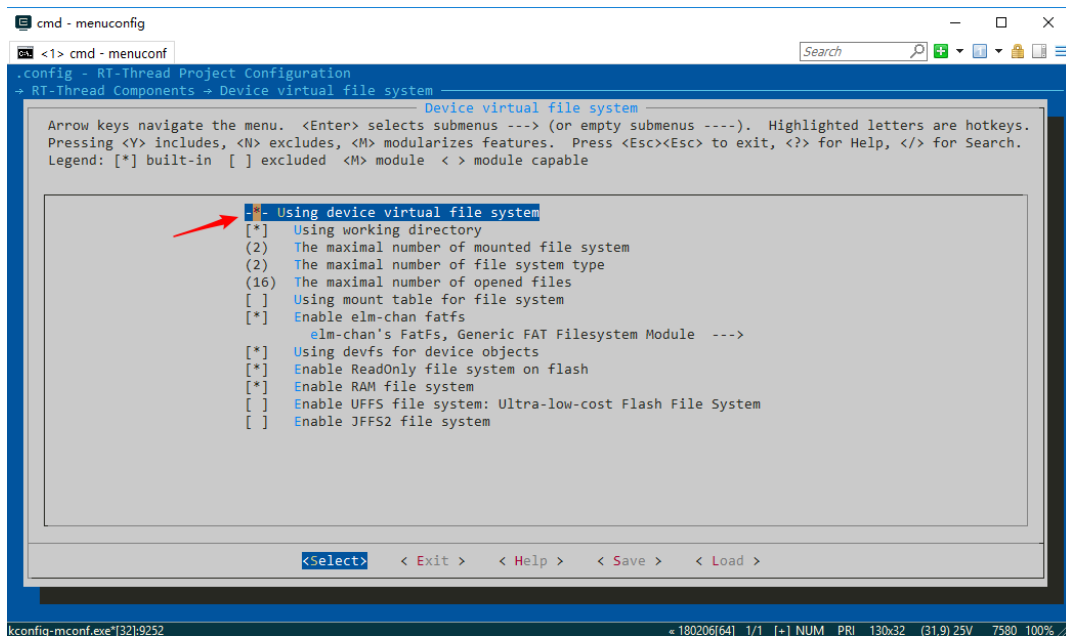 cmd - menuconfig
<1> cmd - menuconf
Search
.config - RT-Thread Project Configuration
→ RT-Thread Components → Device virtual file system
Device virtual file system
Arrow keys navigate the menu.  <Enter> selects submenus ---> (or empty submenus ----).  Highlighted letters are hotkeys.
Pressing <Y> includes, <N> excludes, <M> modularizes features.  Press <Esc><Esc> to exit, <?> for Help, </> for Search.
Legend: [*] built-in  [ ] excluded  <M> module  < > module capable
-*- Using device virtual file system
[*]   Using working directory
(2)   The maximal number of mounted file system
(2)   The maximal number of file system type
(16)  The maximal number of opened files
[ ]   Using mount table for file system
[*]   Enable elm-chan fatfs
elm-chan's FatFs, Generic FAT Filesystem Module  --->
[*]   Using devfs for device objects
[*]   Enable ReadOnly file system on flash
[*]   Enable RAM file system
[ ]   Enable UFFS file system: Ultra-low-cost Flash File System
[ ]   Enable JFFS2 file system
<Select>    < Exit >    < Help >    < Save >    < Load >
kconfig-mconf.exe*[32]:9252    « 180206[64]  1/1  [+] NUM  PRI  130x32  (31,9) 25V  7580  100%